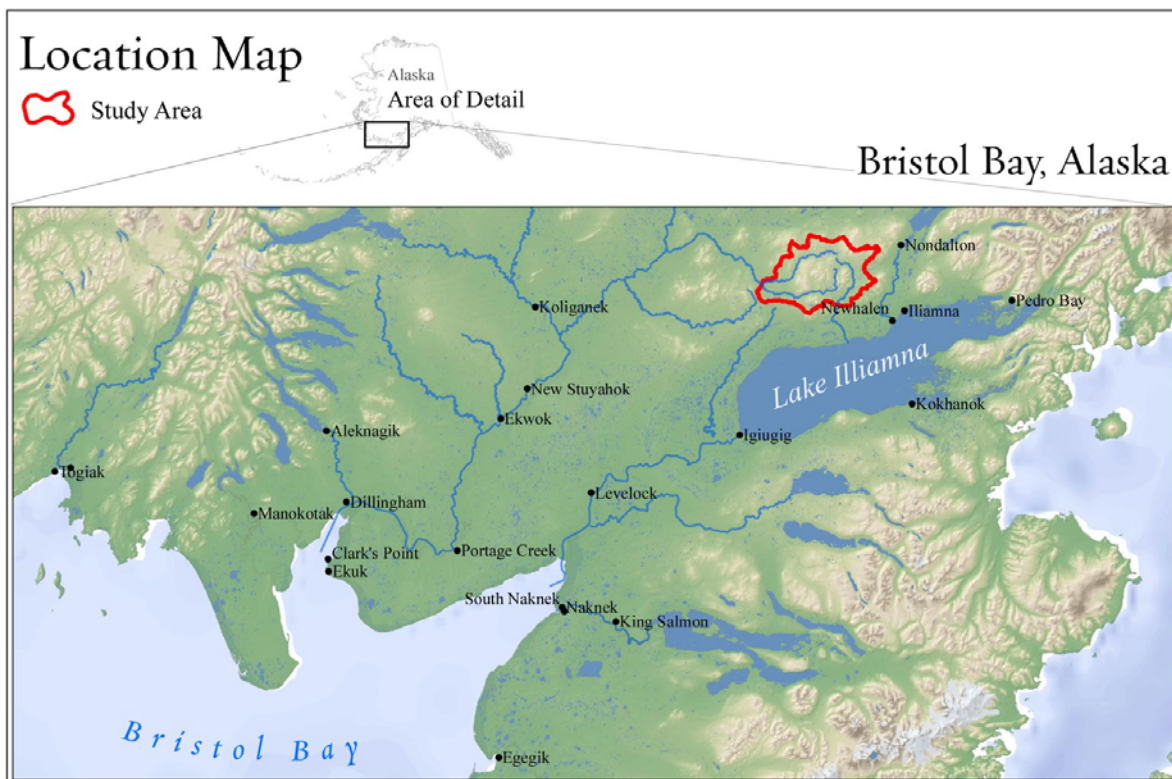 Location Map
Study Area
Alaska
Area of Detail
Bristol Bay, Alaska
Nondalton
Koliganek
Newhalen
Iliamna
Pedro Bay
Lake Illiamna
New Stuyahok
Kokhanok
Ekwok
Aleknagik
Igiugig
Togiak
Levelock
Dillingham
Manokotak
Portage Creek
Clark's Point
Ekuk
South Naknek
Naknek
King Salmon
Bristol Bay
Egegik